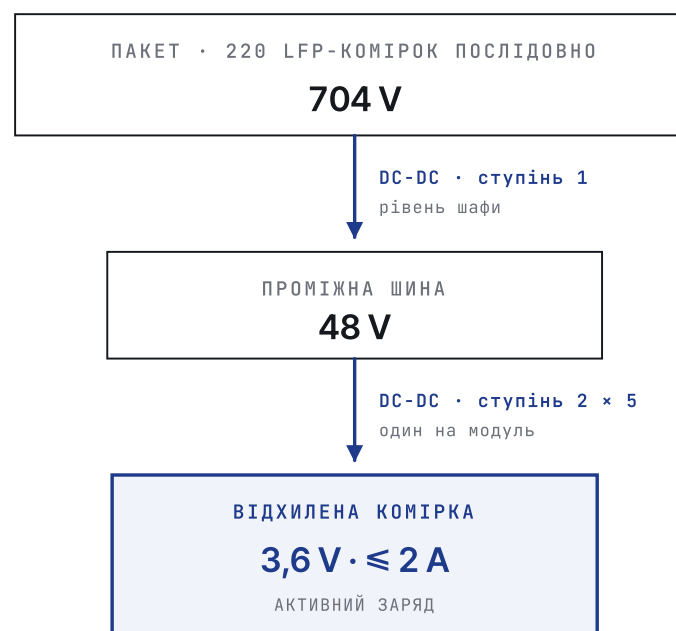 ПАКЕТ · 220 LFP-КОМІРОК ПОСЛІДОВНО
704 V
DC-DC · ступінь 1
рівень шафи
ПРОМІЖНА ШИНА
48 V
DC-DC · ступінь 2 × 5
один на модуль
ВІДХИЛЕНА КОМІРКА
3,6 V · ⩽ 2 A
АКТИВНИЙ ЗАРЯД